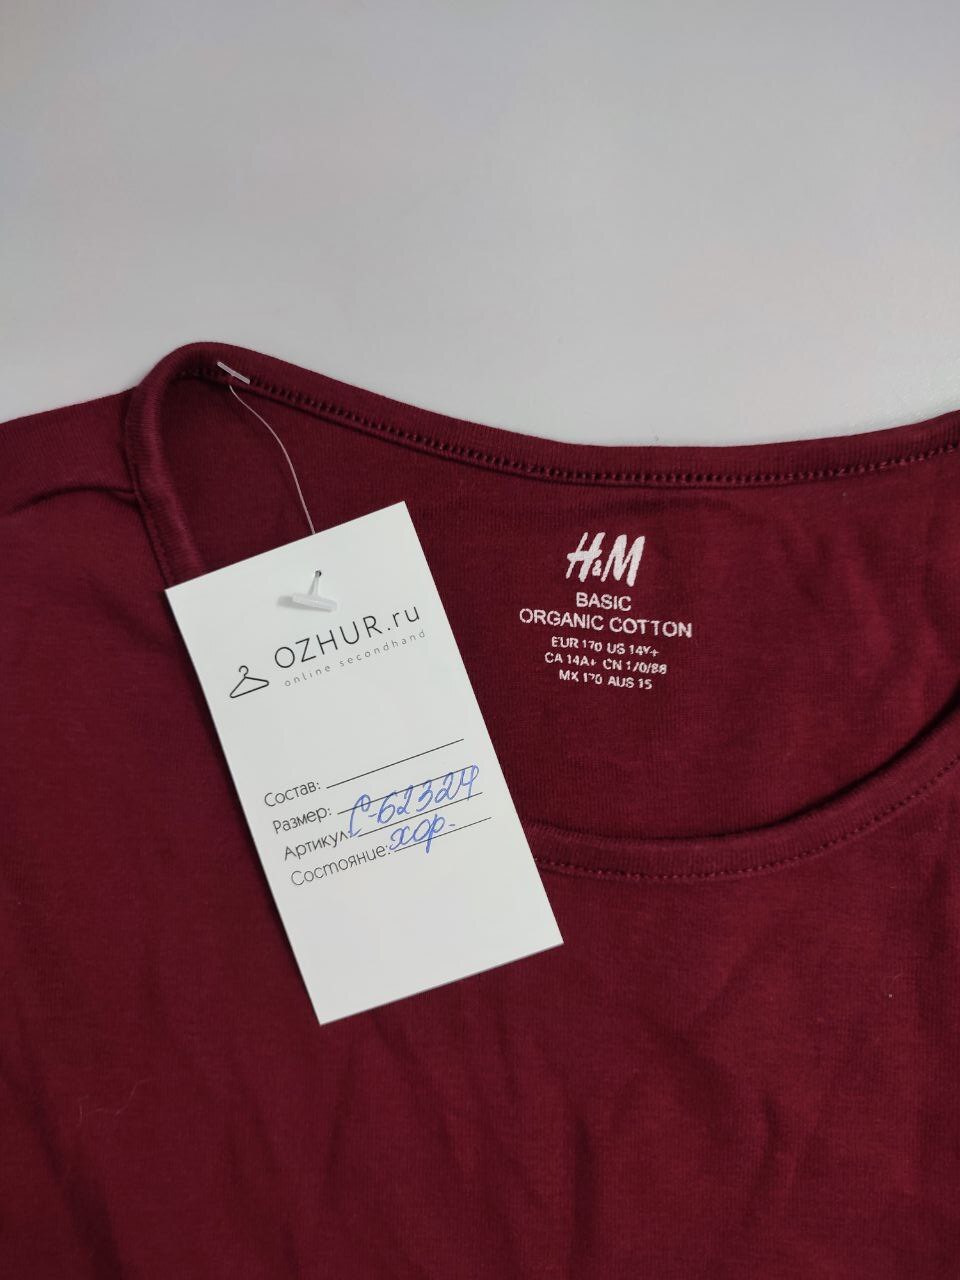 OZHUR.ru
online secondhand
Состав:
Размер:
Артикул: С-62324
Состояние: хор.
H&M
BASIC
ORGANIC COTTON
EUR 170 US 14Y+
CA 14A+ CN 170/88
MX 170 AUS 15